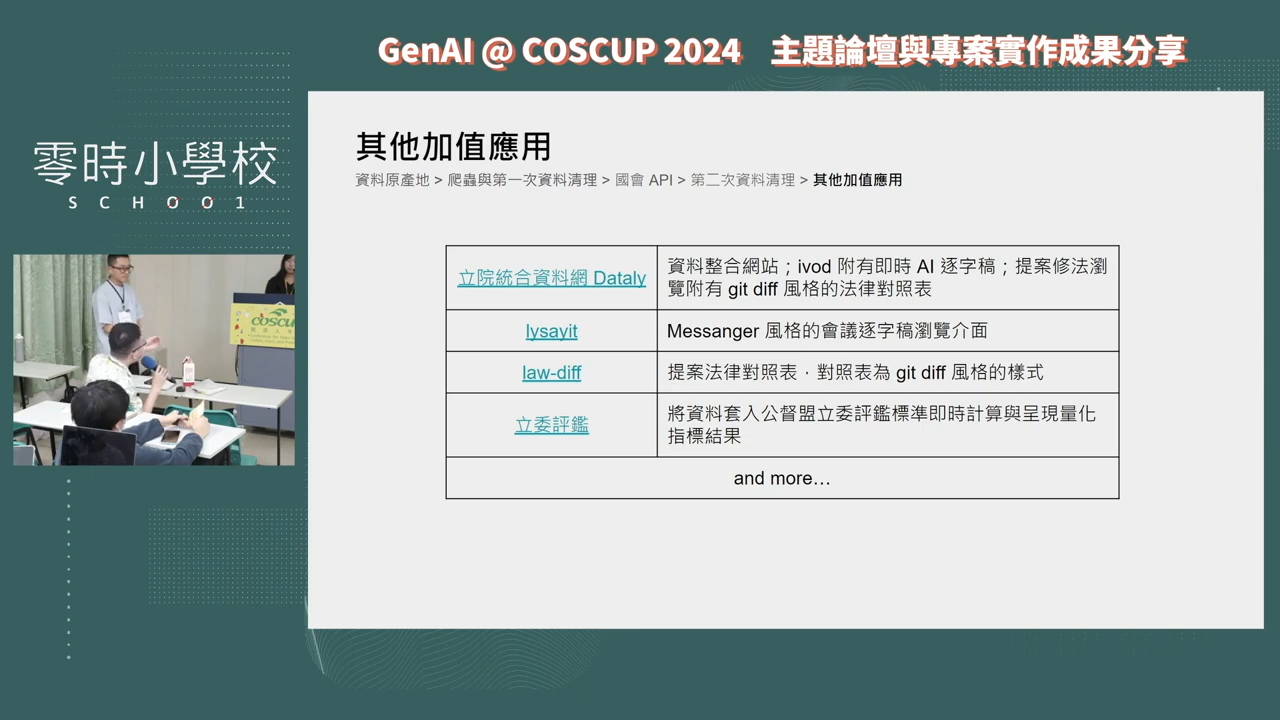 GenAI @ COSCUP 2024 主題論壇與專案實作成果分享
零時小學校
SCHOO1
其他加值應用
資料原產地 > 爬蟲與第一次資料清理 > 國會 API > 第二次資料清理 > 其他加值應用
立院統合資料網 Dataly
資料整合網站；ivod 附有即時 AI 逐字稿；提案修法瀏
覽附有 git diff 風格的法律對照表
lysayit
Messanger 風格的會議逐字稿瀏覽介面
law-diff
提案法律對照表，對照表為 git diff 風格的樣式
立委評鑑
將資料套入公督盟立委評鑑標準即時計算與呈現量化
指標結果
and more…